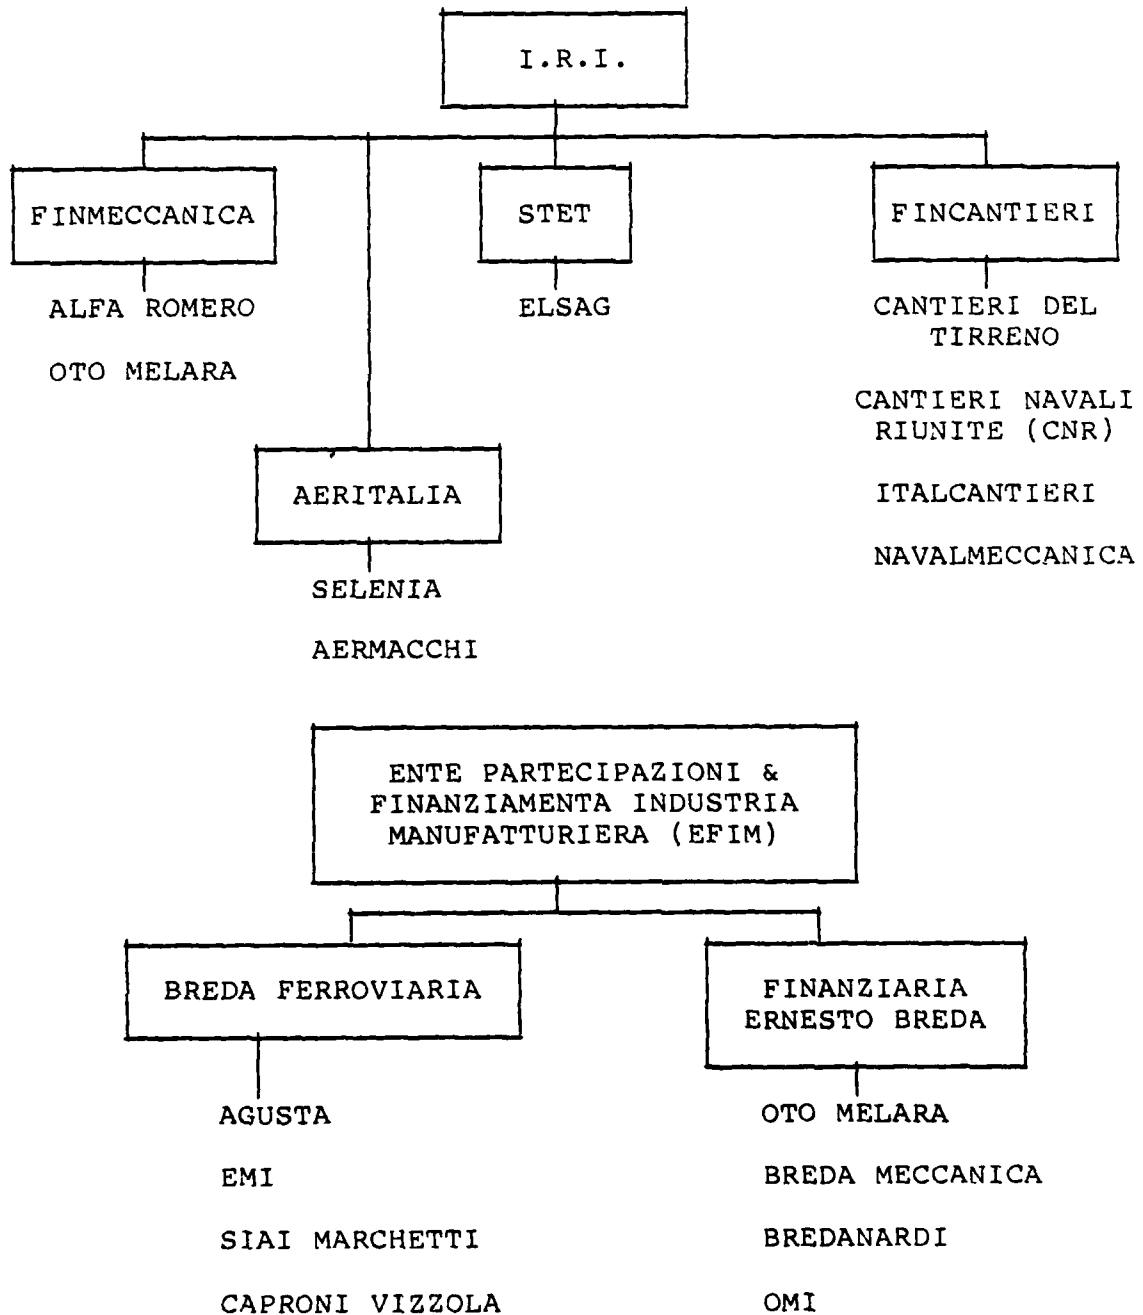 I.R.I.
FINMECCANICA
STET
FINCANTIERI
ALFA ROMERO
OTO MELARA
ELSAG
CANTIERI DEL
TIRRENO
CANTIERI NAVALI
RIUNITE (CNR)
ITALCANTIERI
NAVALMECCANICA
AERITALIA
SELENIA
AERMACCHI
ENTE PARTECIPAZIONI &
FINANZIAMENTA INDUSTRIA
MANUFATTURIERA (EFIM)
BREDA FERROVIARIA
AGUSTA
EMI
SIAI MARCHETTI
CAPRONI VIZZOLA
FINANZIARIA
ERNESTO BREDA
OTO MELARA
BREDA MECCANICA
BREDANARDI
OMI